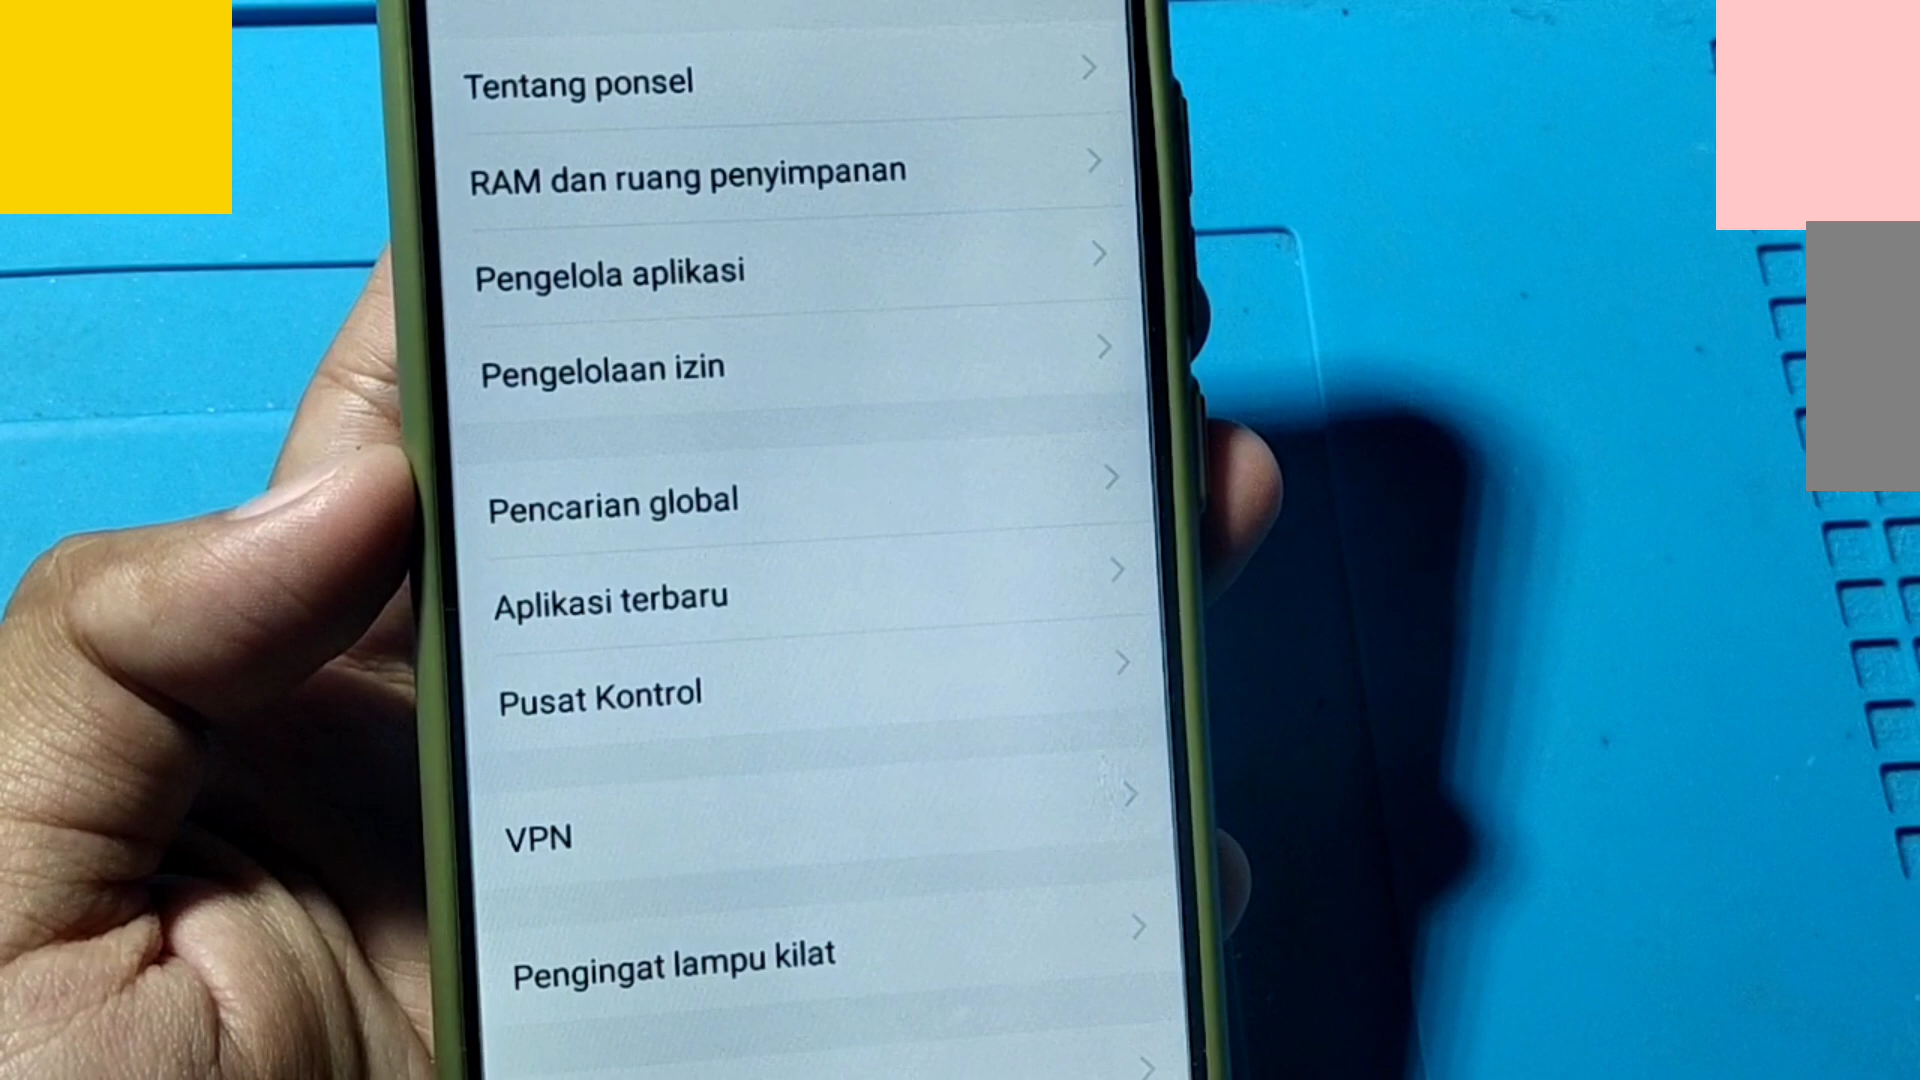 Tentang ponsel
RAM dan ruang penyimpanan
Pengelola aplikasi
Pengelolaan izin
Pencarian global
Aplikasi terbaru
Pusat Kontrol
VPN
Pengingat lampu kilat